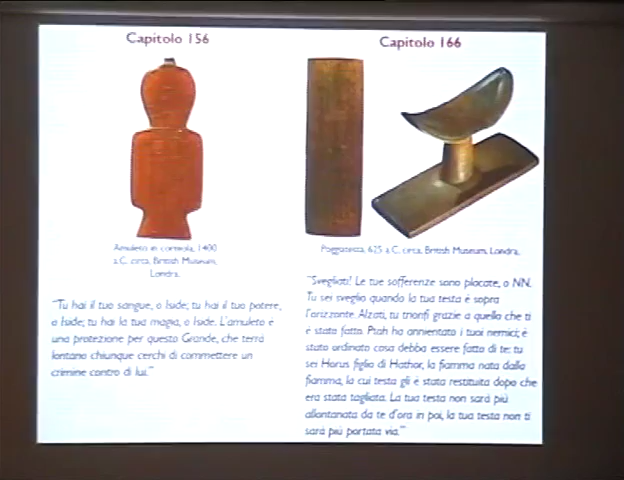 Capitolo 156
Amuleto in corniola, 1400
a.C. circa, British Museum,
Londra.
"Tu hai il tuo sangue, o Iside; tu hai il tuo potere,
o Iside; tu hai la tua magia, o Iside. L'amuleto è
una protezione per questo Grande, che terrà
lontano chiunque cerchi di commettere un
crimine contro di lui."
Capitolo 166
Poggiatesta, 625 a.C. circa, British Museum, Londra.
"Svegliati! Le tue sofferenze sono placate, o NN.
Tu sei sveglio quando la tua testa è sopra
l'orizzonte. Alzati, tu trionfi grazie a quello che ti
è stato fatto. Ptah ha annientato i tuoi nemici; è
stato ordinato cosa debba essere fatto di te; tu
sei Horus figlio di Hathor, la fiamma nata dalla
fiamma, la cui testa gli è stata restituita dopo che
era stata tagliata. La tua testa non sarà più
allontanata da te d'ora in poi, la tua testa non ti
sarà più portata via."